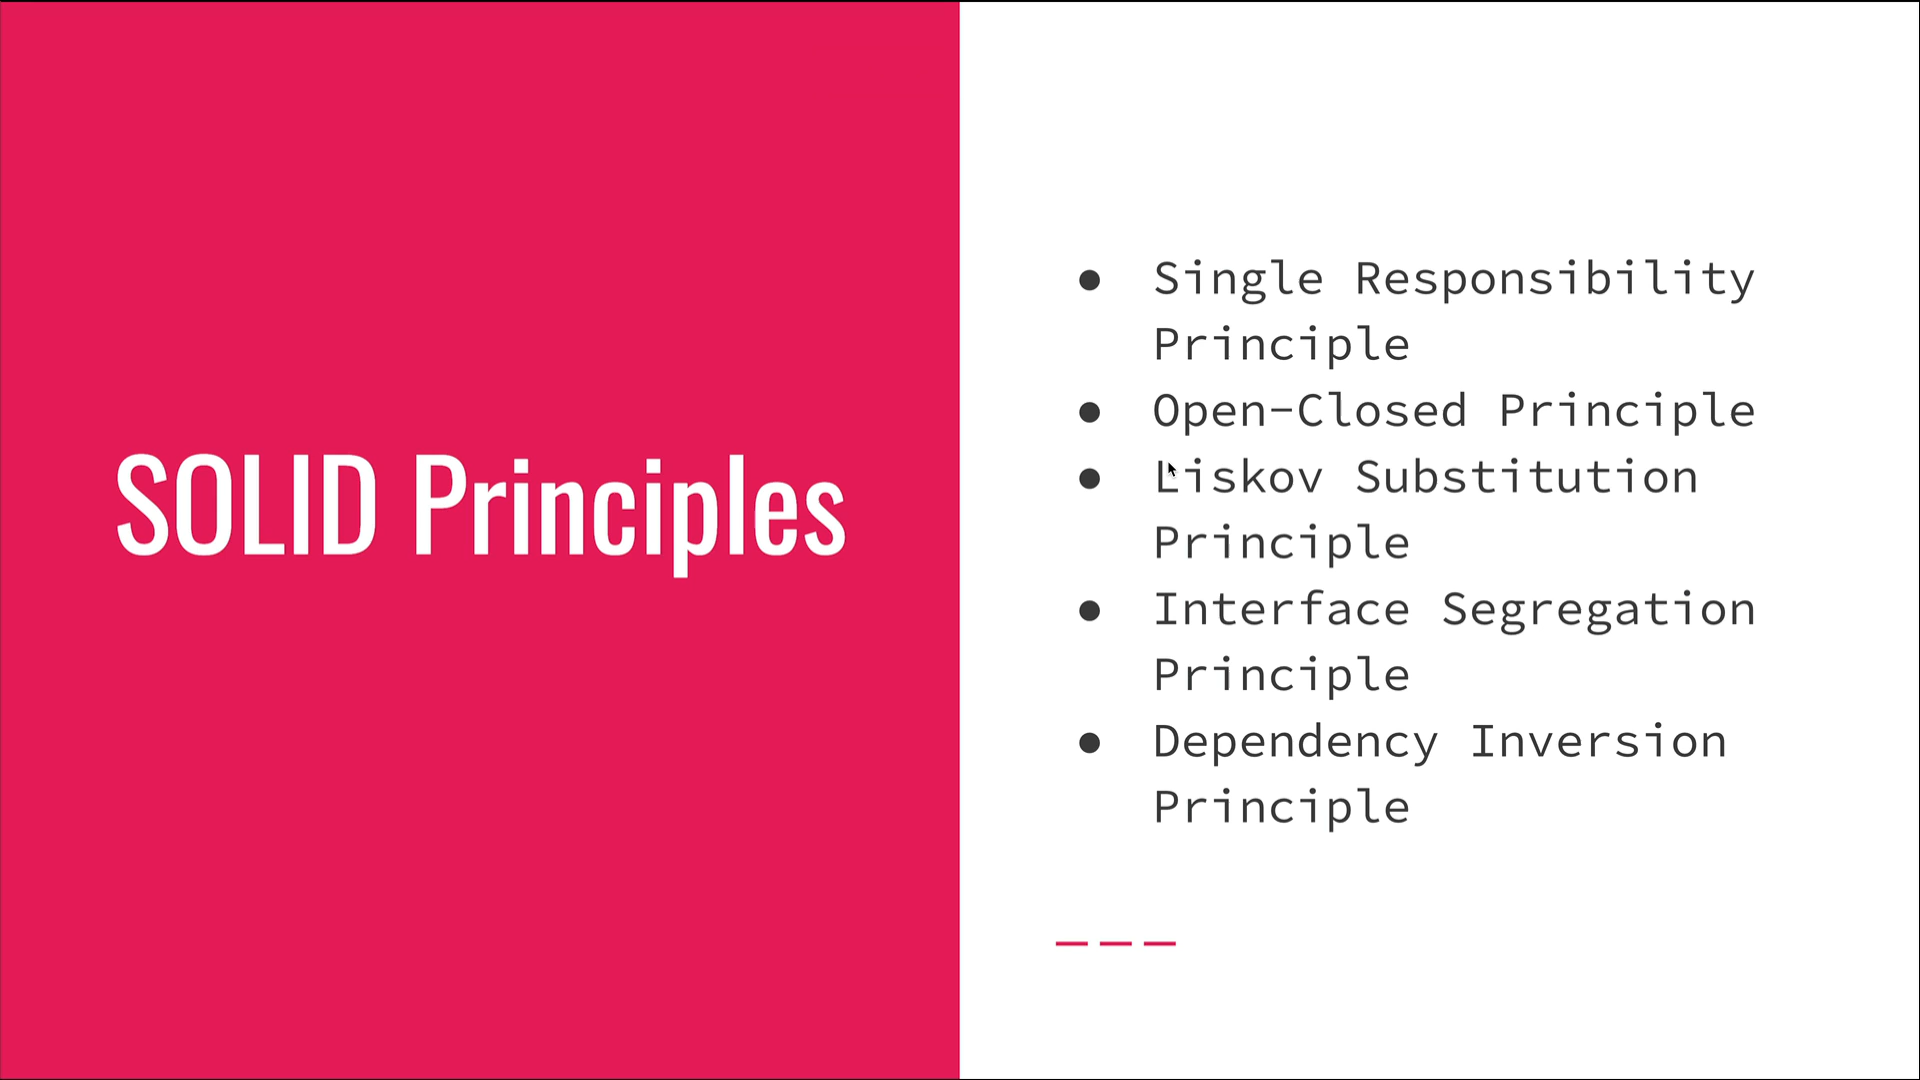 SOLID Principles
● Single Responsibility
Principle
● Open-Closed Principle
● Liskov Substitution
Principle
● Interface Segregation
Principle
● Dependency Inversion
Principle